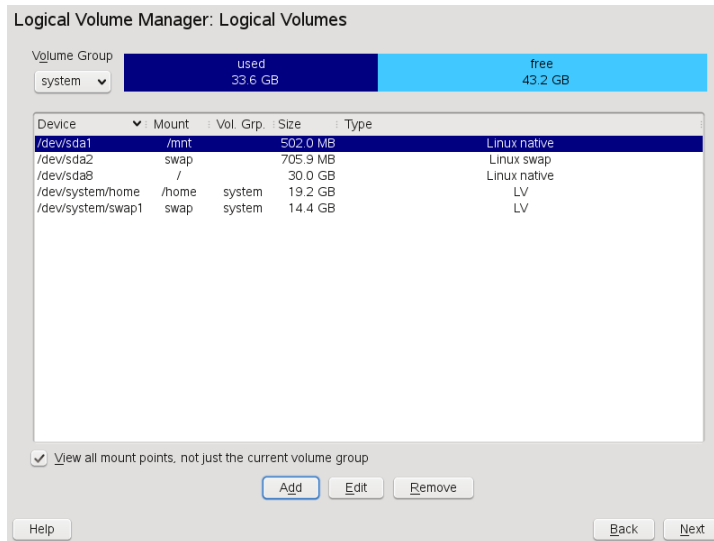 Logical Volume Manager: Logical Volumes
Volume Group
system
used
33.6 GB
free
43.2 GB
Device Mount Vol. Grp. Size Type
/dev/sda1 /mnt 502.0 MB Linux native
/dev/sda2 swap 705.9 MB Linux swap
/dev/sda8 / 30.0 GB Linux native
/dev/system/home /home system 19.2 GB LV
/dev/system/swap1 swap system 14.4 GB LV
View all mount points, not just the current volume group
Add Edit Remove
Help Back Next